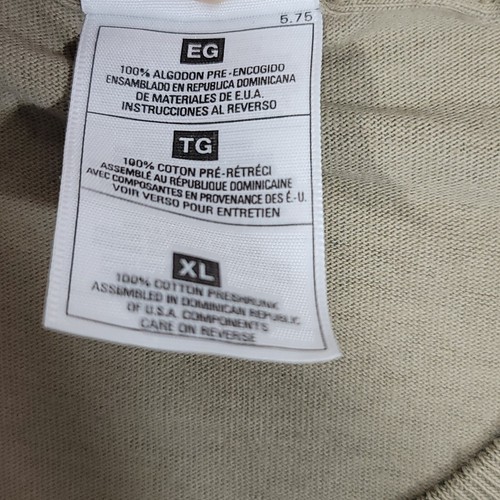 5.75
EG
100% ALGODON PRE-ENCOGIDO
ENSAMBLADO EN REPUBLICA DOMINICANA
DE MATERIALES DE E.U.A.
INSTRUCCIONES AL REVERSO
TG
100% COTON PRÉ-RÉTRÉCI
ASSEMBLÉ AU RÉPUBLIQUE DOMINICAINE
AVEC COMPOSANTES EN PROVENANCE DES É.-U.
VOIR VERSO POUR ENTRETIEN
XL
100% COTTON PRESHRUNK
ASSEMBLED IN DOMINICAN REPUBLIC
OF U.S.A. COMPONENTS
CARE ON REVERSE